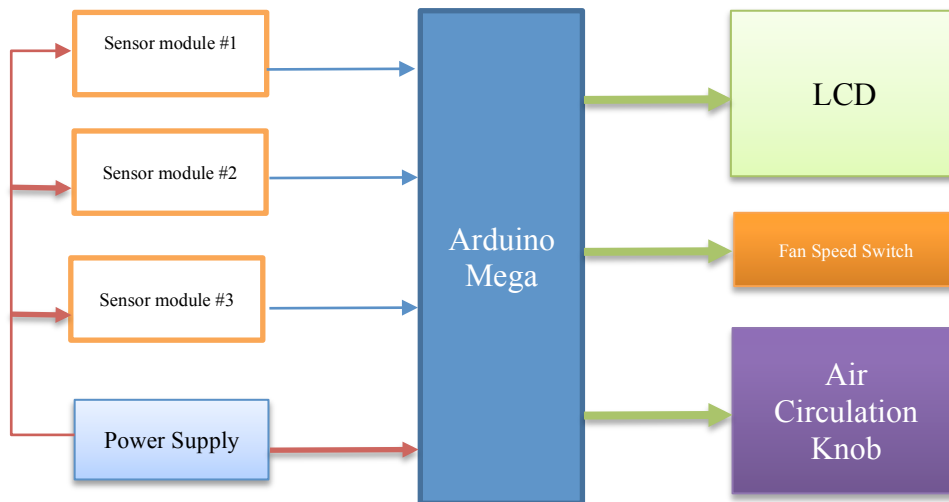 Sensor module #1
Sensor module #2
Sensor module #3
Power Supply
Arduino
Mega
LCD
Fan Speed Switch
Air
Circulation
Knob